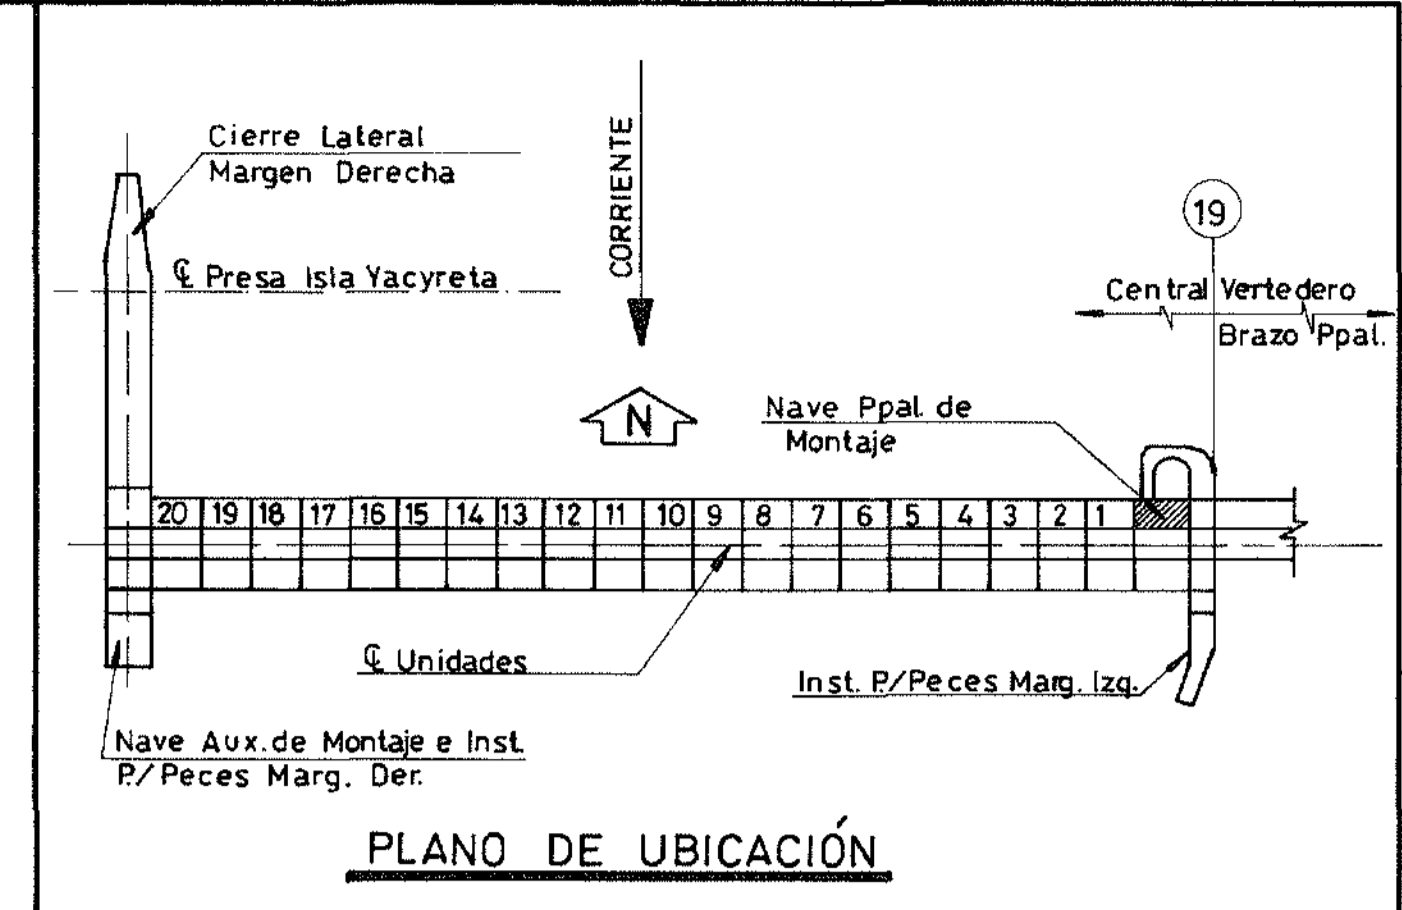 Cierre Lateral
Margen Derecha
CORRIENTE
19
℄ Presa Isla Yacyreta
Central Vertedero
Brazo Ppal.
N
Nave Ppal. de
Montaje
20 19 18 17 16 15 14 13 12 11 10 9 8 7 6 5 4 3 2 1
℄ Unidades
Inst. P./Peces Marg. Izq.
Nave Aux. de Montaje e Inst.
P./Peces Marg. Der.
PLANO DE UBICACIÓN